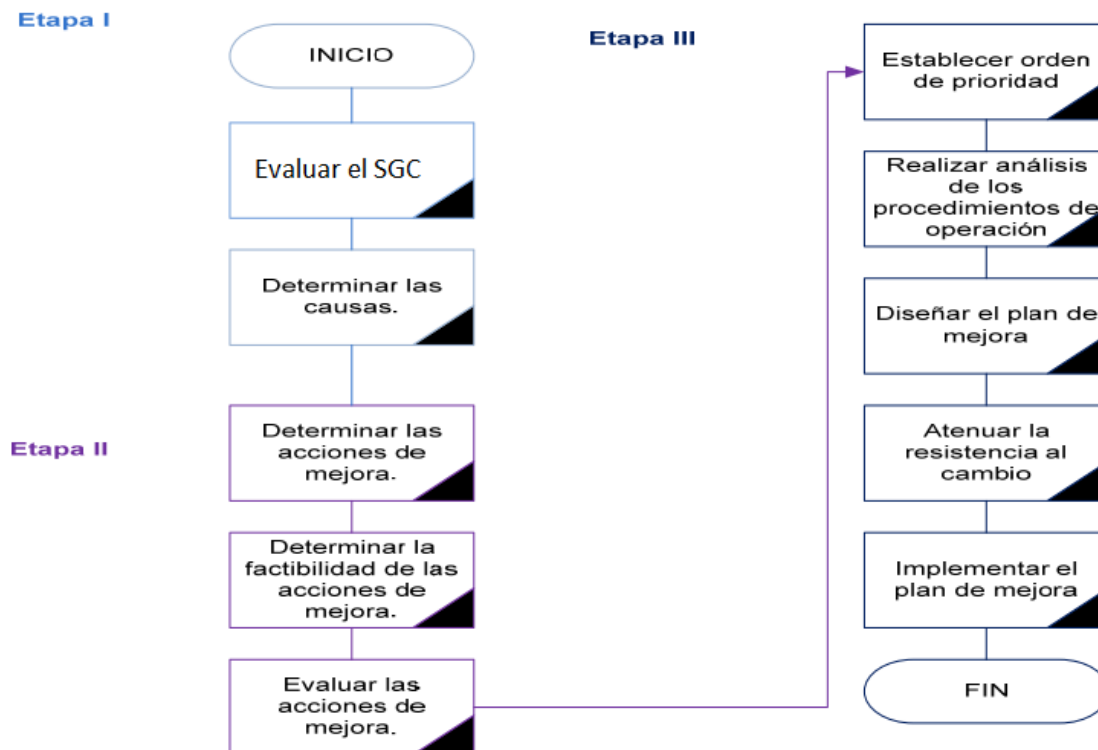 Etapa I
INICIO
Evaluar el SGC
Determinar las
causas.
Etapa II
Determinar las
acciones de
mejora.
Determinar la
factibilidad de las
acciones de
mejora.
Evaluar las
acciones de
mejora.
Etapa III
Establecer orden
de prioridad
Realizar análisis
de los
procedimientos de
operación
Diseñar el plan de
mejora
Atenuar la
resistencia al
cambio
Implementar el
plan de mejora
FIN